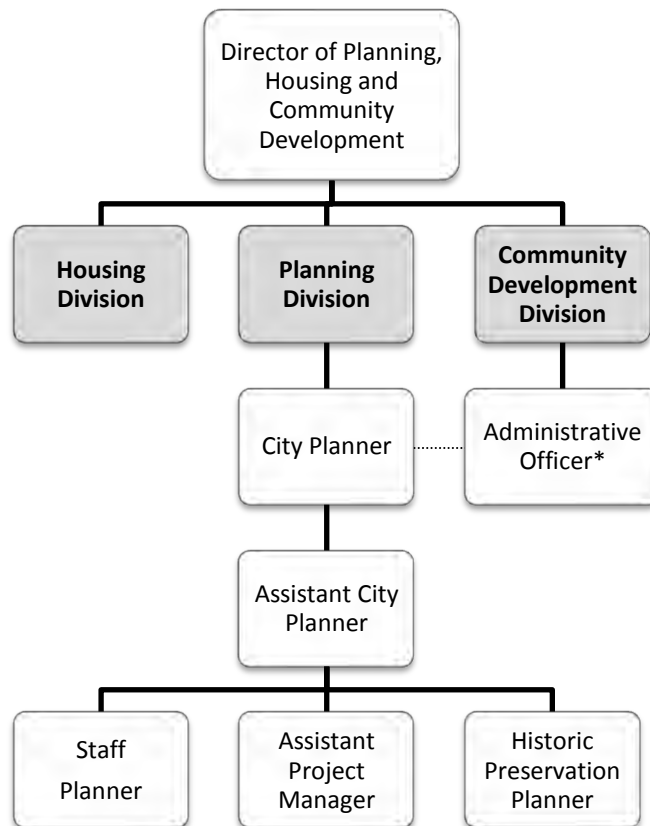 Director of Planning,
Housing and
Community
Development
Housing
Division
Planning
Division
Community
Development
Division
City Planner
Administrative
Officer*
Assistant City
Planner
Staff
Planner
Assistant
Project
Manager
Historic
Preservation
Planner